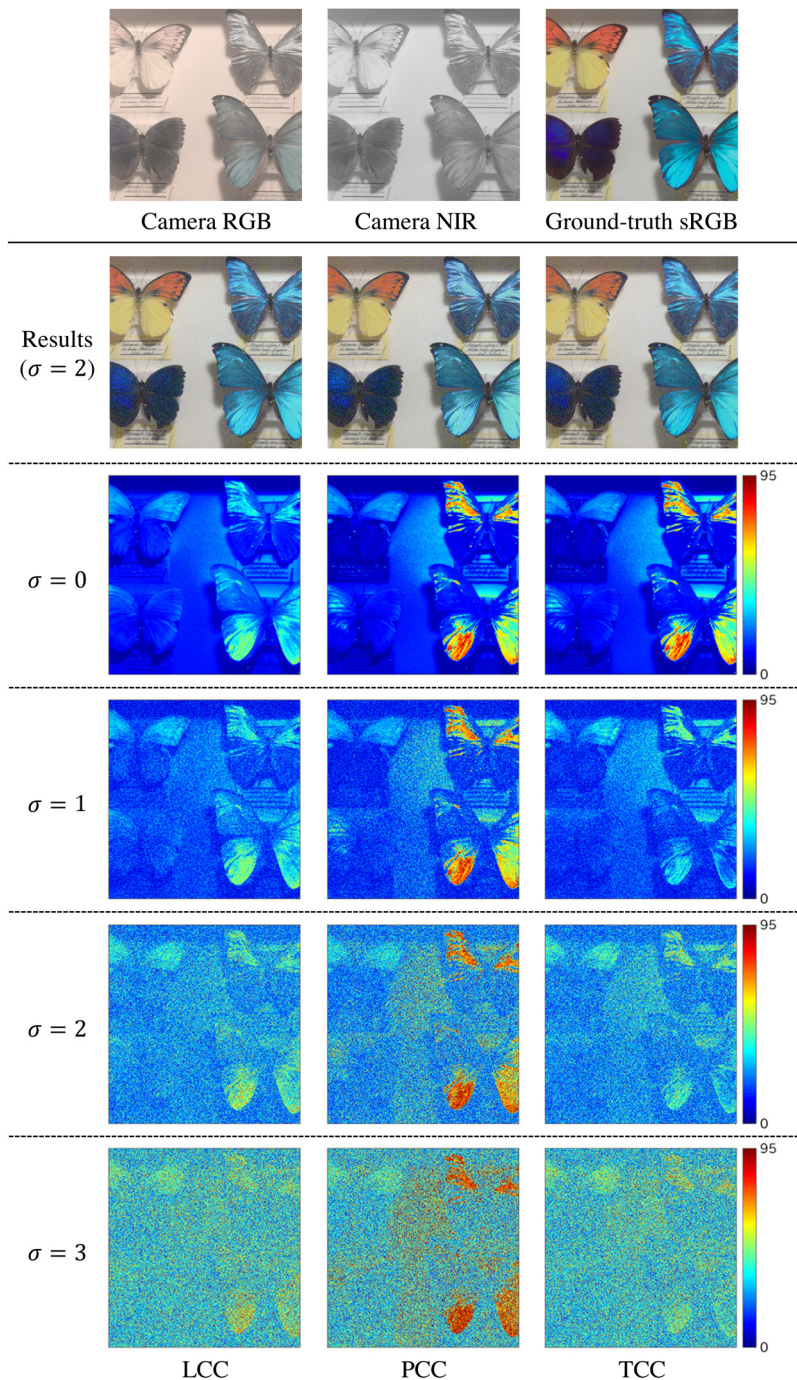 Camera RGB
Camera NIR
Ground-truth sRGB
Results
(σ = 2)
95
σ = 0
0
95
σ = 1
0
95
σ = 2
0
95
σ = 3
0
LCC
PCC
TCC